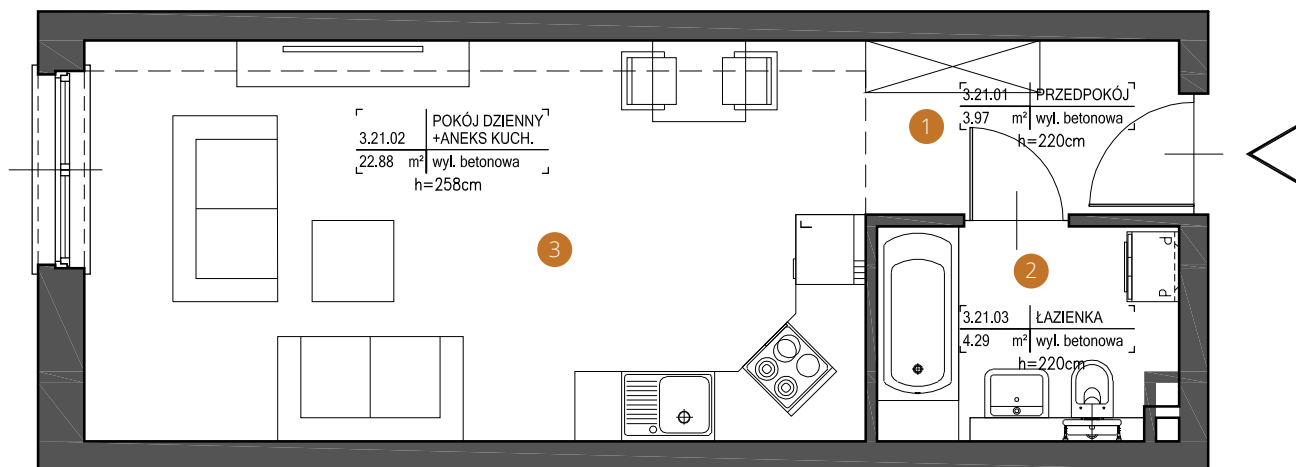 3.21.01 PRZEDPOKÓJ
3.97 m² wyl. betonowa
h=220cm
1
POKÓJ DZIENNY
3.21.02 +ANEKS KUCH.
22.88 m² wyl. betonowa
h=258cm
3
L
2
p
d
3.21.03 ŁAZIENKA
4.29 m² wyl. betonowa
h=220cm